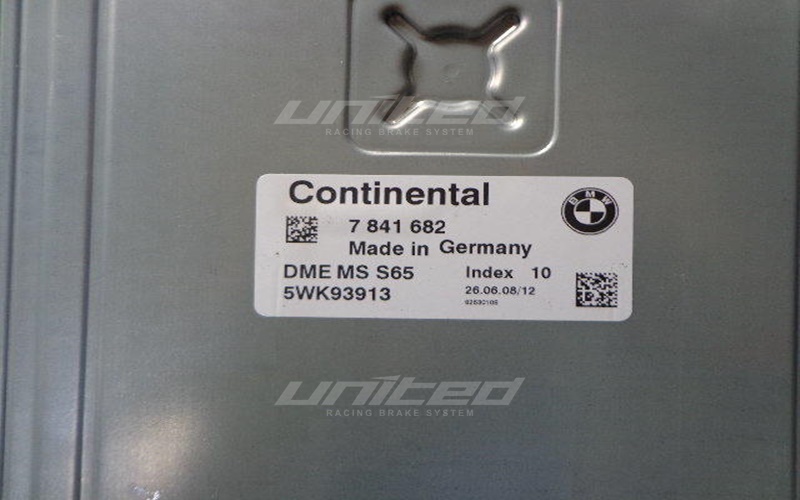 united
RACING BRAKE SYSTEM
Continental
BMW
7 841 682
Made in Germany
DME MS S65 Index 10
5WK93913 26.06.08/12
united
RACING BRAKE SYSTEM